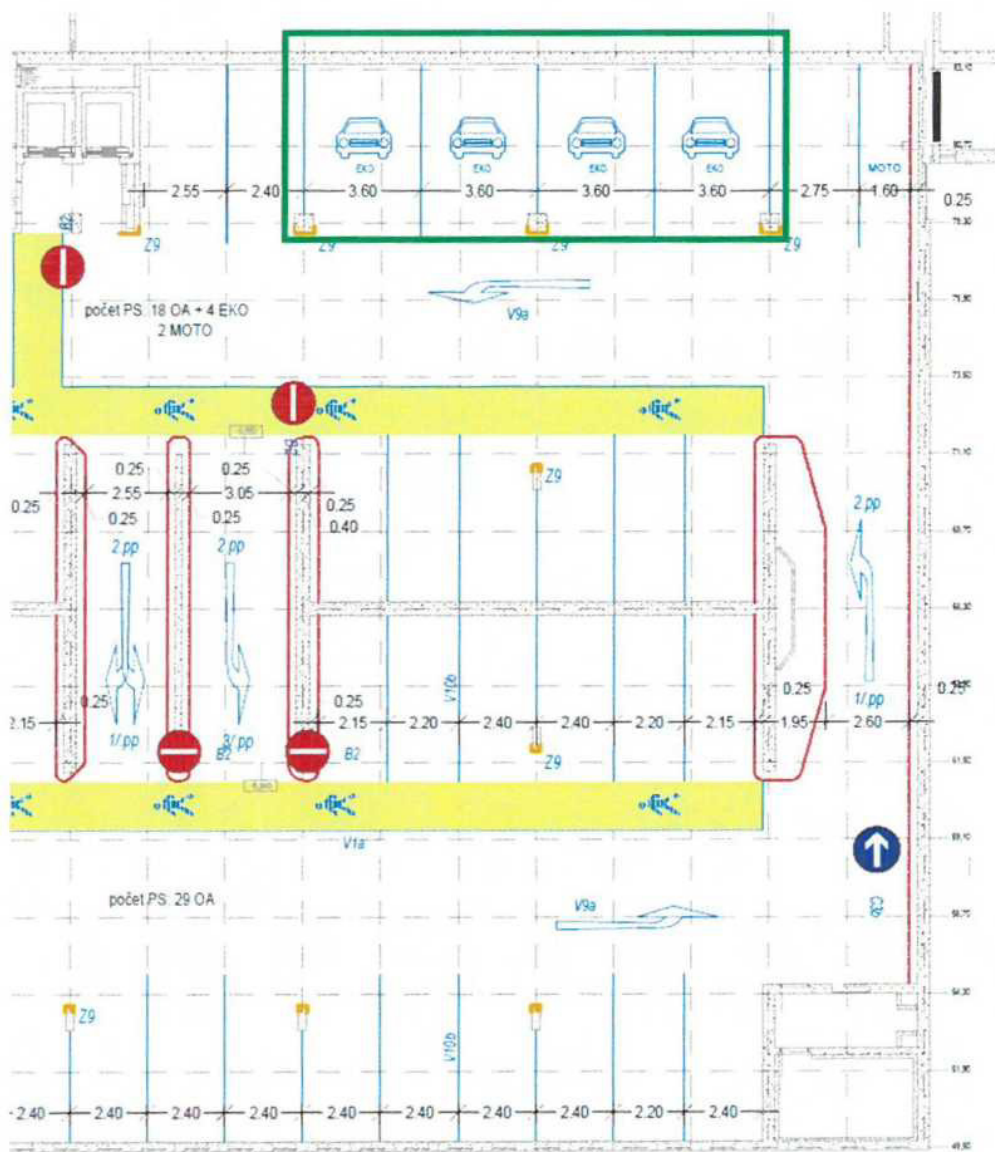 EKO EKO EKO EKO
MOTO
2.55 2.40 3.60 3.60 3.60 3.60 2.75 1.60
0.25
B2
Z9 Z9 Z9 Z9
V9a
počet PS: 18 OA + 4 EKO
2 MOTO
0.25 0.25
2.55 3.05
0.25 0.25 0.25 0.25
0.40
Z9
2.pp 2.pp 2.pp
V10b
0.25 0.25 0.25 0.25
2.15 2.15 2.20 2.40 2.40 2.20 2.15 1.95 2.60
1/.pp 3/.pp 1/.pp
B2 B2
Z9
V1a
počet PS: 29 OA
V9a
Z9
V10b
2.40 2.40 2.40 2.40 2.40 2.40 2.40 2.20 2.40